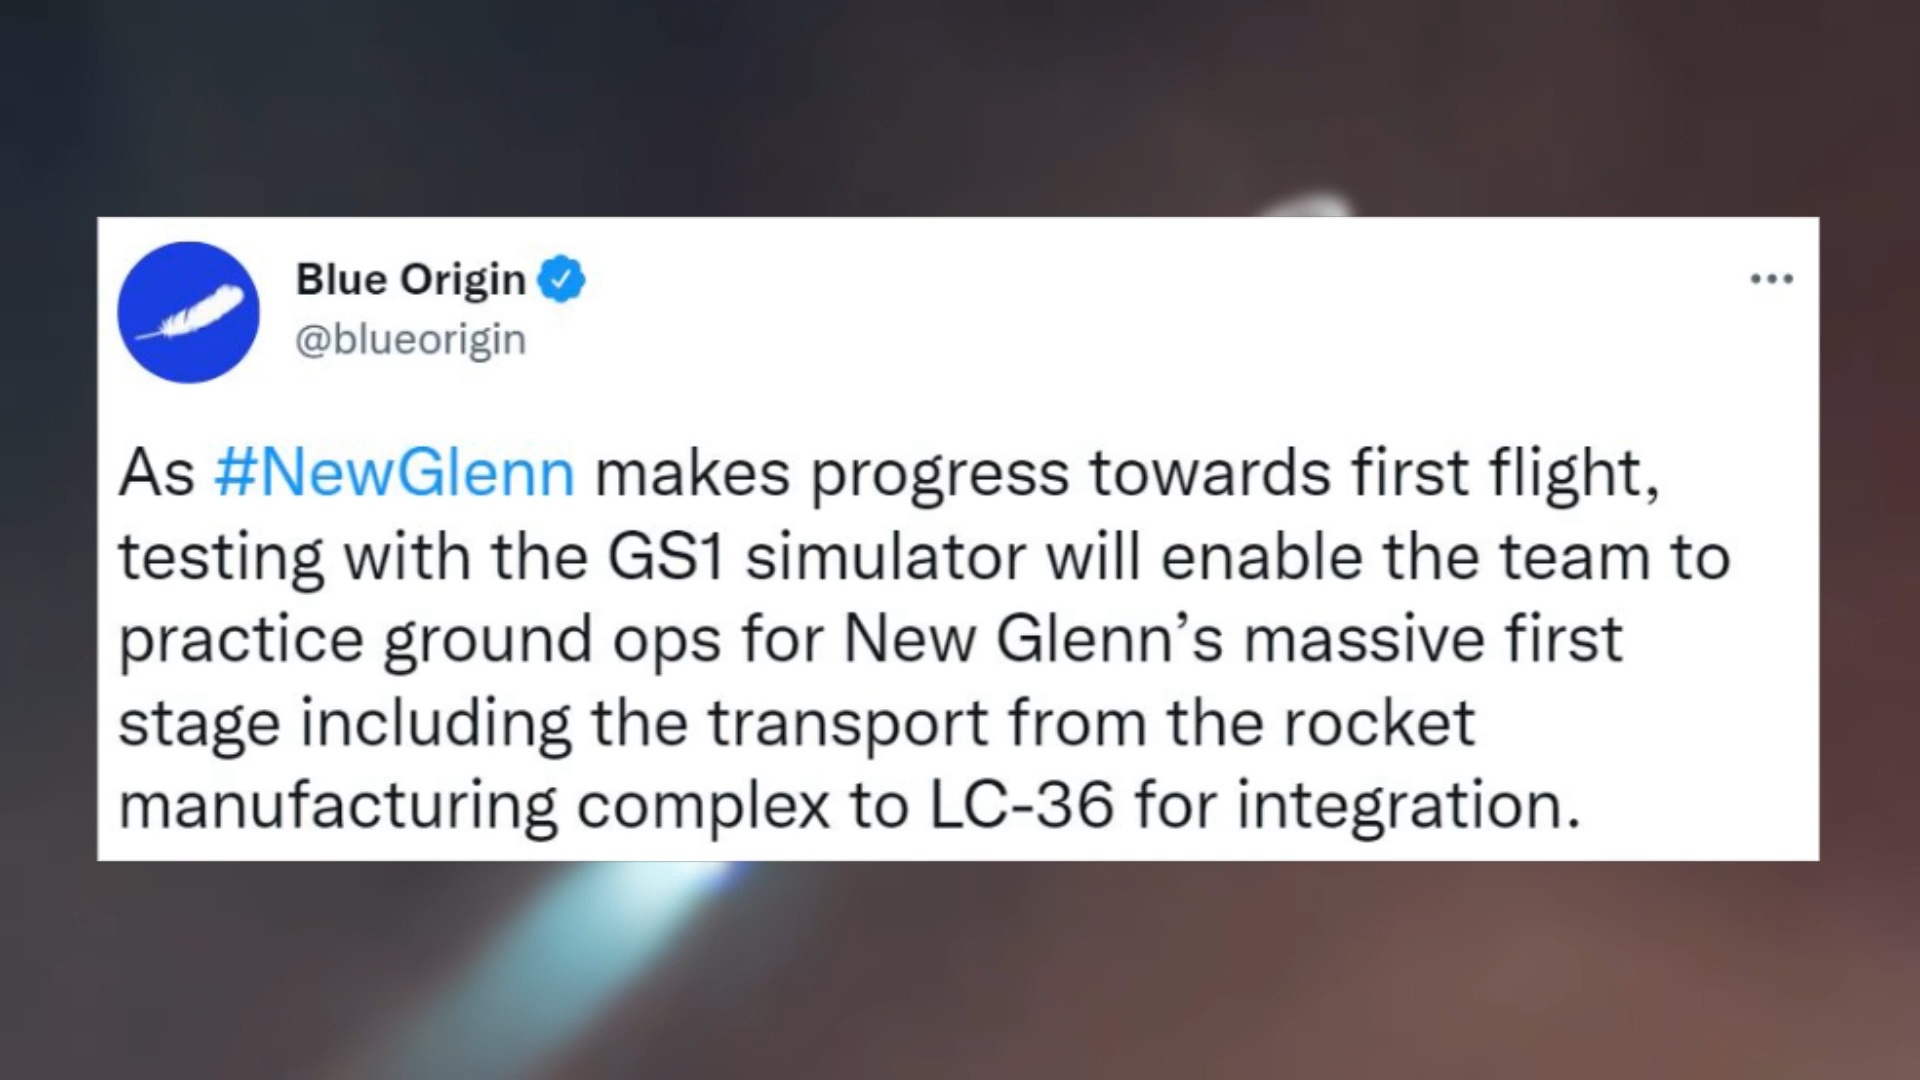 Blue Origin
@blueorigin
As #NewGlenn makes progress towards first flight,
testing with the GS1 simulator will enable the team to
practice ground ops for New Glenn’s massive first
stage including the transport from the rocket
manufacturing complex to LC-36 for integration.